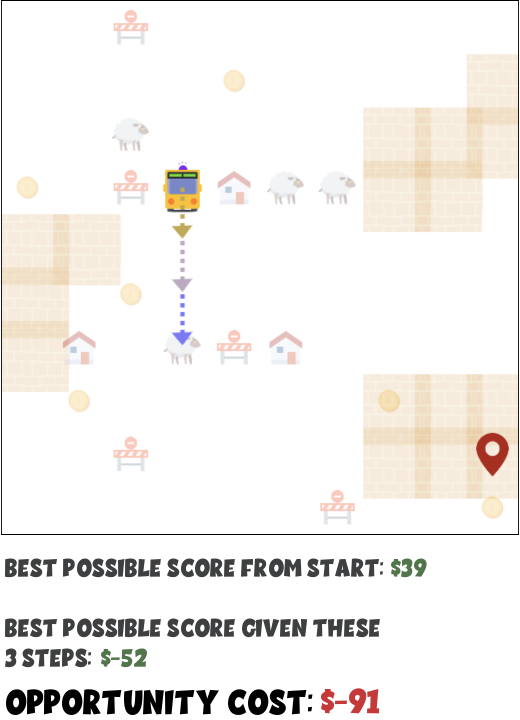 BEST POSSIBLE SCORE FROM START: $39
BEST POSSIBLE SCORE GIVEN THESE
3 STEPS: $-52
OPPORTUNITY COST: $-91